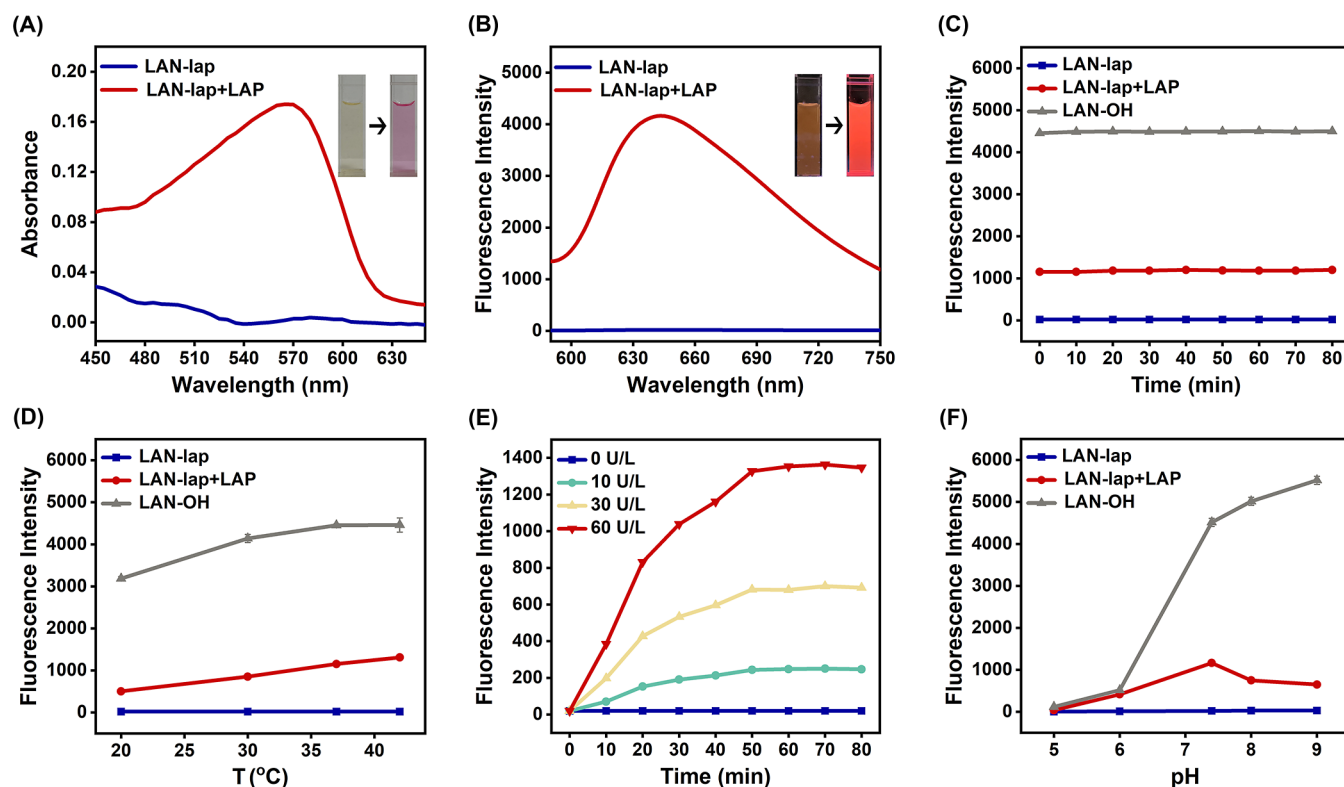 (A)
LAN-lap
LAN-lap+LAP
0.20
0.16
0.12
0.08
0.04
0.00
Absorbance
450 480 510 540 570 600 630
Wavelength (nm)
(B)
LAN-lap
LAN-lap+LAP
5000
4000
3000
2000
1000
0
Fluorescence Intensity
600 630 660 690 720 750
Wavelength (nm)
(C)
LAN-lap
LAN-lap+LAP
LAN-OH
6000
5000
4000
3000
2000
1000
0
Fluorescence Intensity
0 10 20 30 40 50 60 70 80
Time (min)
(D)
LAN-lap
LAN-lap+LAP
LAN-OH
6000
5000
4000
3000
2000
1000
0
Fluorescence Intensity
20 25 30 35 40
T (°C)
(E)
0 U/L
10 U/L
30 U/L
60 U/L
1400
1200
1000
800
600
400
200
0
Fluorescence Intensity
0 10 20 30 40 50 60 70 80
Time (min)
(F)
LAN-lap
LAN-lap+LAP
LAN-OH
6000
5000
4000
3000
2000
1000
0
Fluorescence Intensity
5 6 7 8 9
pH